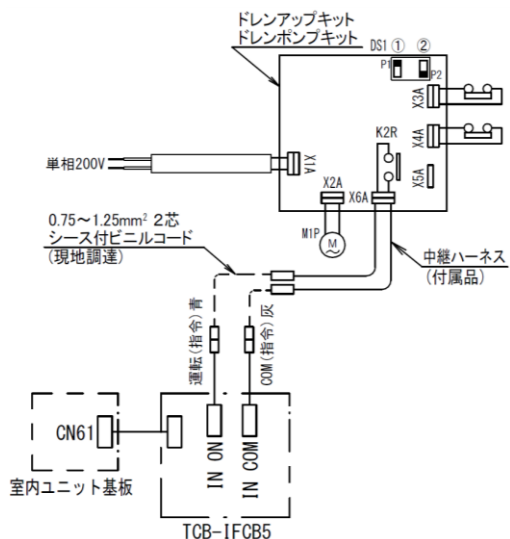 ドレンアップキット
ドレンポンプキット
DS1 ① ②
P1
P2
X3A
X4A
K2R
X5A
X1A
単相200V
X2A
X6A
M1P
M
0.75～1.25mm² 2芯
シース付ビニルコード
(現地調達)
中継ハーネス
(付属品)
運転(指令)青
COM(指令)灰
CN61
IN ON
IN COM
室内ユニット基板
TCB-IFCB5